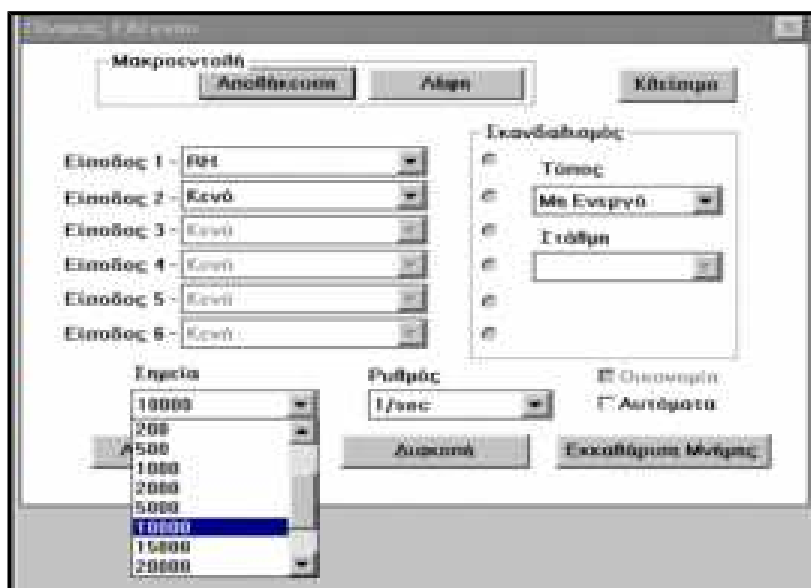 Πίνακας Ελέγχου
Μακροεντολή
Αποθήκευση
Λήψη
Κλείσιμο
Σκανδαλισμός
Είσοδος 1 - RH
Τύπος
Είσοδος 2 - Κενό
Μη Ενεργό
Είσοδος 3 - Κενό
Στάθμη
Είσοδος 4 - Κενό
Είσοδος 5 - Κενό
Είσοδος 6 - Κενό
Σημεία
Ρυθμός
Οικονομία
10000
1/sec
Αυτόματα
200
Διακοπή
Εκκαθάριση Μνήμης
500
1000
2000
5000
10000
15000
20000